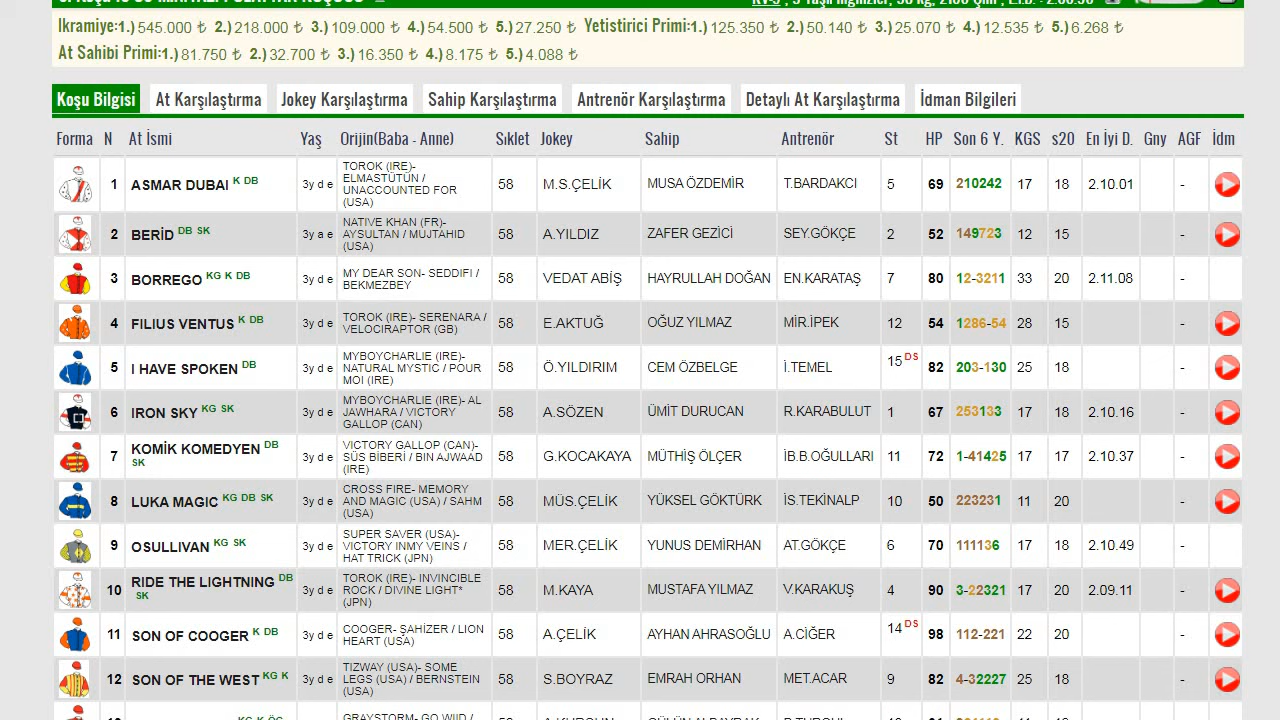 Ikramiye:1.) 545.000 ₺ 2.) 218.000 ₺ 3.) 109.000 ₺ 4.) 54.500 ₺ 5.) 27.250 ₺ Yetistirici Primi:1.) 125.350 ₺ 2.) 50.140 ₺ 3.) 25.070 ₺ 4.) 12.535 ₺ 5.) 6.268 ₺
At Sahibi Primi:1.) 81.750 ₺ 2.) 32.700 ₺ 3.) 16.350 ₺ 4.) 8.175 ₺ 5.) 4.088 ₺
Koşu Bilgisi At Karşılaştırma Jokey Karşılaştırma Sahip Karşılaştırma Antrenör Karşılaştırma Detaylı At Karşılaştırma İdman Bilgileri
Forma N At İsmi Yaş Orijin(Baba - Anne) Sıklet Jokey Sahip Antrenör St HP Son 6 Y. KGS s20 En İyi D. Gny AGF İdm
1 ASMAR DUBAI K DB 3y d e TOROK (IRE)- ELMASTÜTÜN / UNACCOUNTED FOR (USA) 58 M.S.ÇELİK MUSA ÖZDEMİR T.BARDAKCI 5 69 210242 17 18 2.10.01 -
2 BERİD DB SK 3y a e NATIVE KHAN (FR)- AYSULTAN / MUJTAHID (USA) 58 A.YILDIZ ZAFER GEZİCİ SEY.GÖKÇE 2 52 149723 12 15 -
3 BORREGO KG K DB 3y d e MY DEAR SON- SEDDIFI / BEKMEZBEY 58 VEDAT ABİŞ HAYRULLAH DOĞAN EN.KARATAŞ 7 80 12-3211 33 20 2.11.08 -
4 FILIUS VENTUS K DB 3y d e TOROK (IRE)- SERENARA / VELOCIRAPTOR (GB) 58 E.AKTUĞ OĞUZ YILMAZ MİR.İPEK 12 54 1286-54 28 15 -
5 I HAVE SPOKEN DB 3y d e MYBOYCHARLIE (IRE)- NATURAL MYSTIC / POUR MOI (IRE) 58 Ö.YILDIRIM CEM ÖZBELGE İ.TEMEL 15 DS 82 203-130 25 18 -
6 IRON SKY KG SK 3y d e MYBOYCHARLIE (IRE)- AL JAWHARA / VICTORY GALLOP (CAN) 58 A.SÖZEN ÜMİT DURUCAN R.KARABULUT 1 67 253133 17 18 2.10.16 -
7 KOMİK KOMEDYEN DB SK 3y d e VICTORY GALLOP (CAN)- SÜS BİBERİ / BIN AJWAAD (IRE) 58 G.KOCAKAYA MÜTHİŞ ÖLÇER İB.B.OĞULLARI 11 72 1-41425 17 17 2.10.37 -
8 LUKA MAGIC KG DB SK 3y d e CROSS FIRE- MEMORY AND MAGIC (USA) / SAHM (USA) 58 MÜS.ÇELİK YÜKSEL GÖKTÜRK İS.TEKİNALP 10 50 223231 11 20 -
9 OSULLIVAN KG SK 3y d e SUPER SAVER (USA)- VICTORY INMY VEINS / HAT TRICK (JPN) 58 MER.ÇELİK YUNUS DEMİRHAN AT.GÖKÇE 6 70 111136 17 18 2.10.49 -
10 RIDE THE LIGHTNING DB SK 3y d e TOROK (IRE)- INVINCIBLE ROCK / DIVINE LIGHT* (JPN) 58 M.KAYA MUSTAFA YILMAZ V.KARAKUŞ 4 90 3-22321 17 18 2.09.11 -
11 SON OF COOGER K DB 3y d e COOGER- ŞAHİZER / LION HEART (USA) 58 A.ÇELİK AYHAN AHRASOĞLU A.CİĞER 14 DS 98 112-221 22 20 -
12 SON OF THE WEST KG K 3y d e TIZWAY (USA)- SOME LEGS (USA) / BERNSTEIN (USA) 58 S.BOYRAZ EMRAH ORHAN MET.ACAR 9 82 4-32227 25 18 -